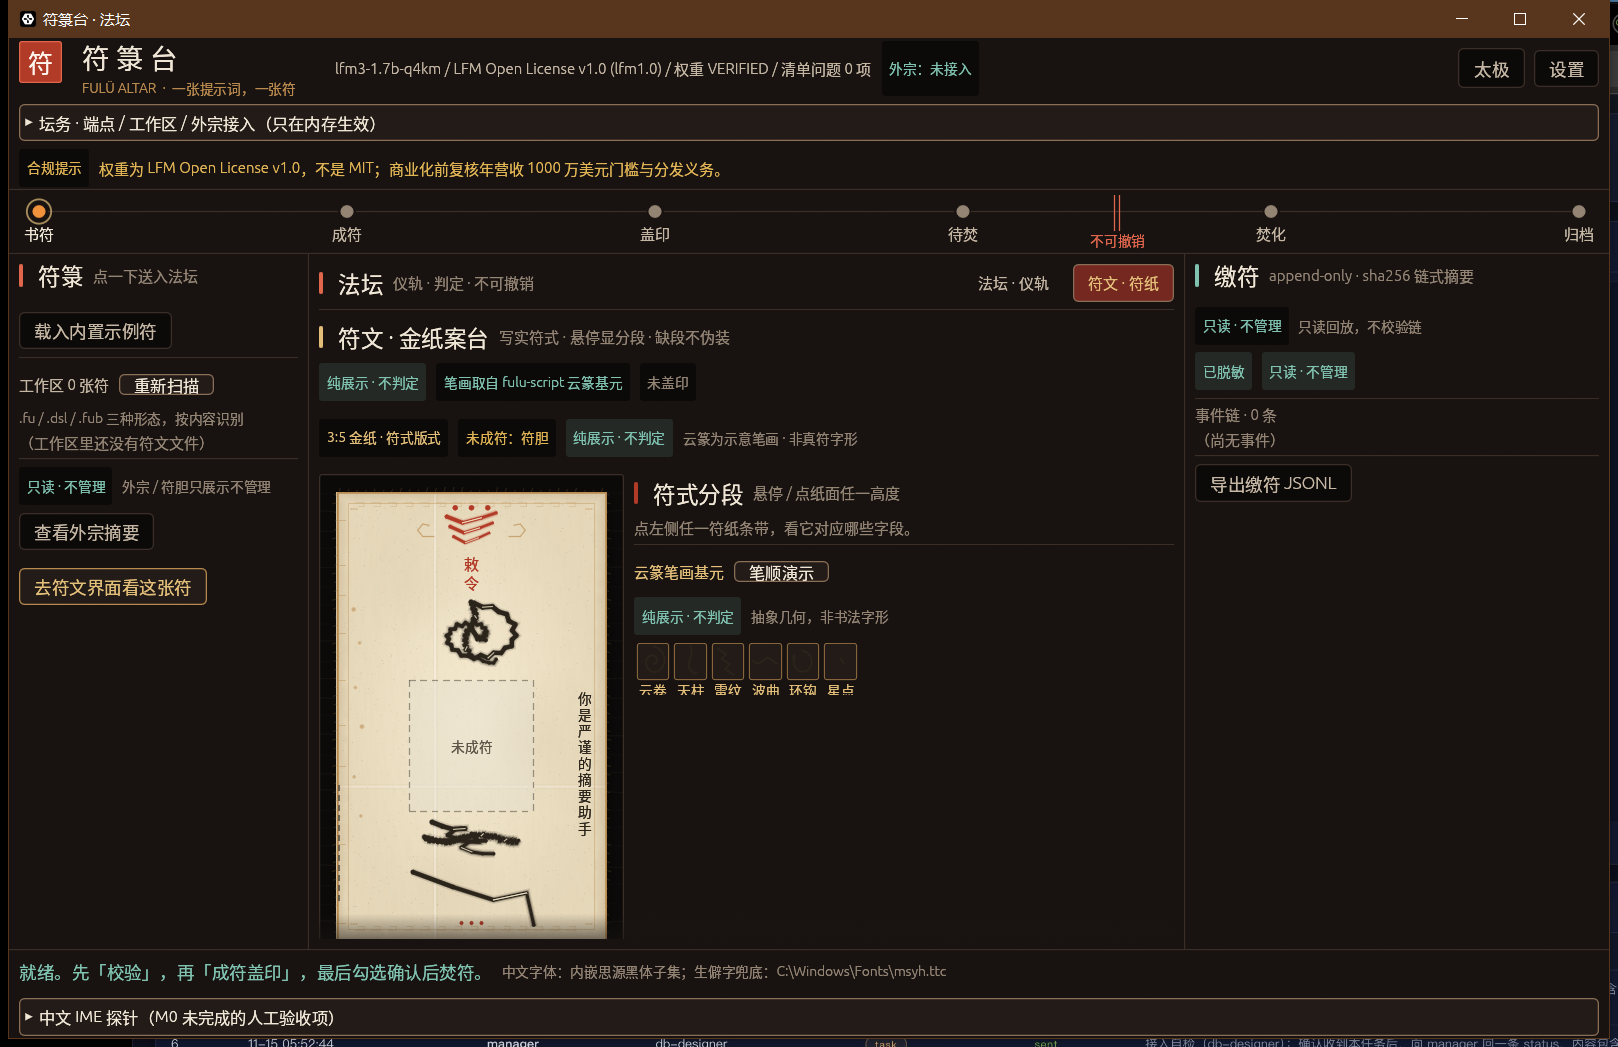 符箓台 · 法坛
符
符箓台
FULU ALTAR · 一张提示词，一张符
lfm3-1.7b-q4km / LFM Open License v1.0 (lfm1.0) / 权重 VERIFIED / 清单问题 0 项
外宗：未接入
太极
设置
坛务 · 端点 / 工作区 / 外宗接入（只在内存生效）
合规提示
权重为 LFM Open License v1.0，不是 MIT；商业化前复核年营收 1000 万美元门槛与分发义务。
书符
成符
盖印
待焚
不可撤销
焚化
归档
符箓
点一下送入法坛
载入内置示例符
工作区 0 张符
重新扫描
.fu / .dsl / .fub 三种形态，按内容识别
（工作区里还没有符文文件）
只读 · 不管理
外宗 / 符胆只展示不管理
查看外宗摘要
去符文界面看这张符
法坛
仪轨 · 判定 · 不可撤销
法坛 · 仪轨
符文 · 符纸
符文 · 金纸案台
写实符式 · 悬停显分段 · 缺段不伪装
纯展示 · 不判定
笔画取自 fulu-script 云篆基元
未盖印
3:5 金纸 · 符式版式
未成符：符胆
纯展示 · 不判定
云篆为示意笔画 · 非真符字形
敕令
未成符
你是严谨的摘要助手
符式分段
悬停 / 点纸面任一高度
点左侧任一符纸条带，看它对应哪些字段。
云篆笔画基元
笔顺演示
纯展示 · 不判定
抽象几何，非书法字形
云卷
天柱
雷纹
波曲
环钩
星点
缴符
append-only · sha256 链式摘要
只读 · 不管理
只读回放，不校验链
已脱敏
只读 · 不管理
事件链 · 0 条
（尚无事件）
导出缴符 JSONL
就绪。先「校验」，再「成符盖印」，最后勾选确认后焚符。
中文字体：内嵌思源黑体子集；生僻字兜底：C:\Windows\Fonts\msyh.ttc
中文 IME 探针（M0 未完成的人工验收项）
6
11-15 05:52:44
manager
db-designer
task
sent